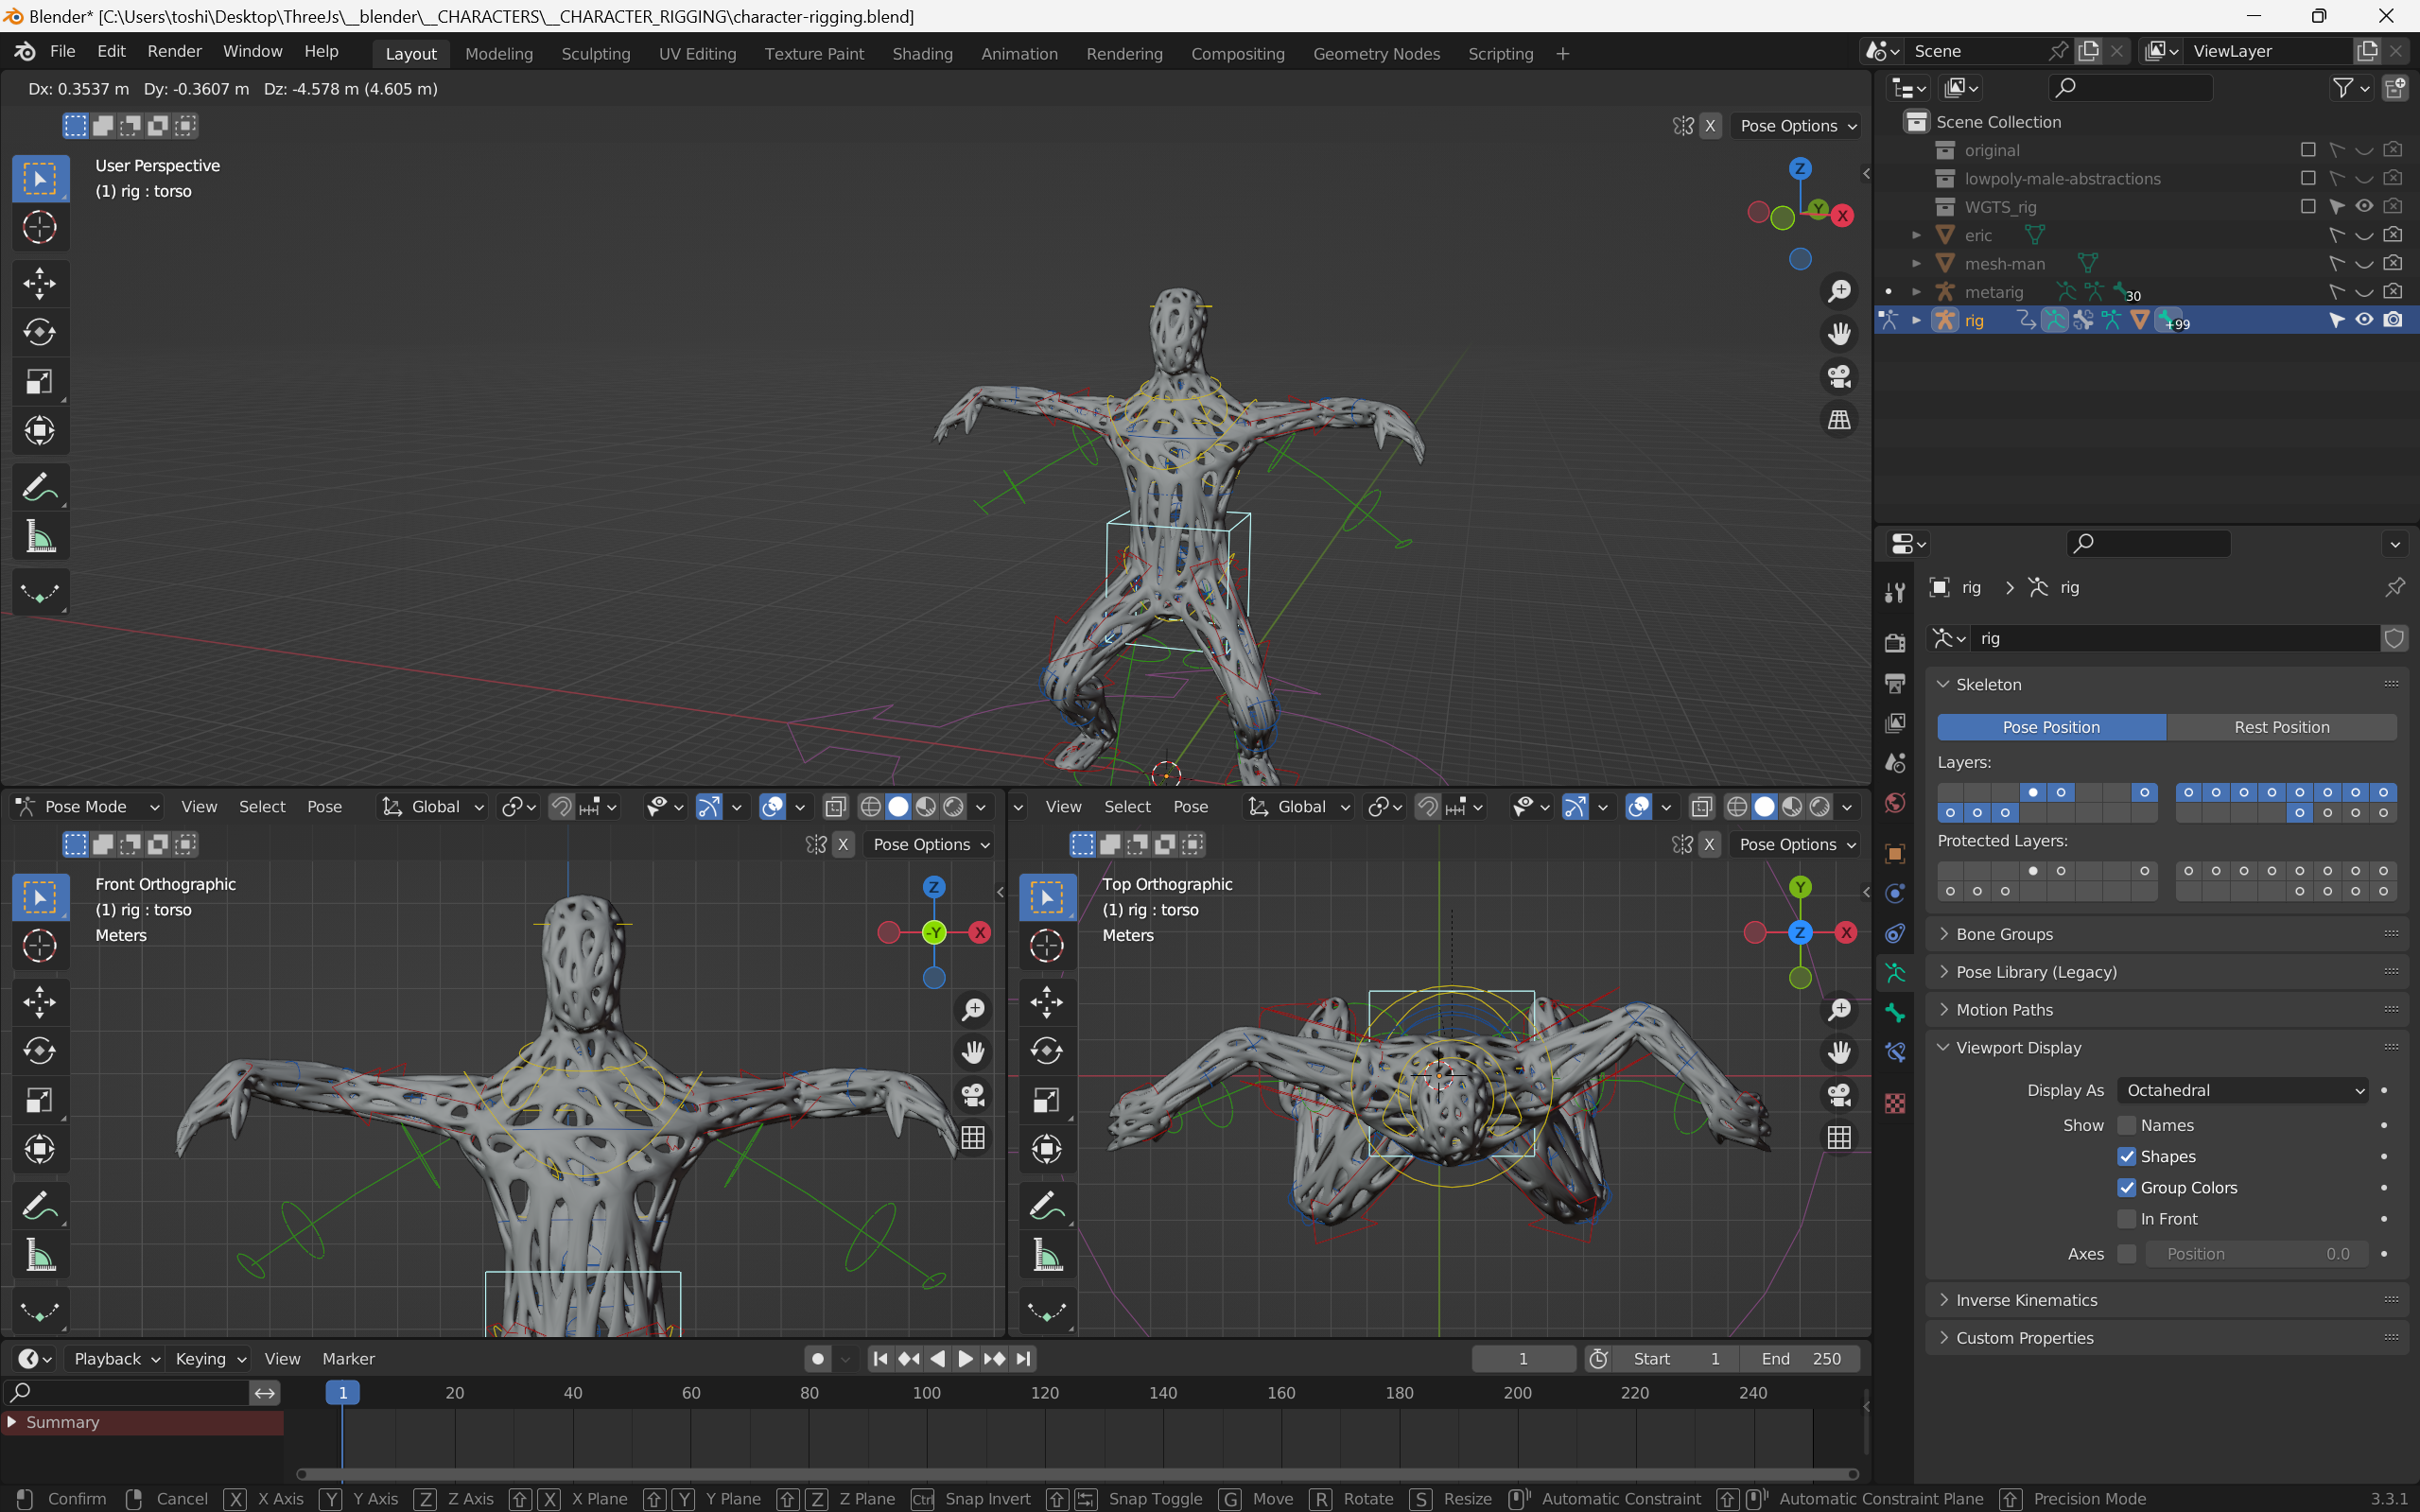 Blender* [C:\Users\toshi\Desktop\ThreeJs\__blender\__CHARACTERS\__CHARACTER_RIGGING\character-rigging.blend]
File Edit Render Window Help Layout Modeling Sculpting UV Editing Texture Paint Shading Animation Rendering Compositing Geometry Nodes Scripting + Scene ViewLayer
Dx: 0.3537 m Dy: -0.3607 m Dz: -4.578 m (4.605 m)
X Pose Options
User Perspective
(1) rig : torso
Z
Y X
Scene Collection
original
lowpoly-male-abstractions
WGTS_rig
eric
mesh-man
metarig 30
rig +99
rig > rig
rig
Skeleton
Pose Position Rest Position
Layers:
Protected Layers:
Bone Groups
Pose Library (Legacy)
Motion Paths
Viewport Display
Display As Octahedral
Show Names
Shapes
Group Colors
In Front
Axes Position 0.0
Inverse Kinematics
Custom Properties
Pose Mode View Select Pose Global
X Pose Options
Front Orthographic
(1) rig : torso
Meters
Z
-Y X
View Select Pose Global
X Pose Options
Top Orthographic
(1) rig : torso
Meters
Y
Z X
Playback Keying View Marker 1 Start 1 End 250
1 20 40 60 80 100 120 140 160 180 200 220 240
Summary
Confirm Cancel X X Axis Y Y Axis Z Z Axis X X Plane Y Y Plane Z Z Plane Ctrl Snap Invert Snap Toggle G Move R Rotate S Resize Automatic Constraint Automatic Constraint Plane Precision Mode 3.3.1